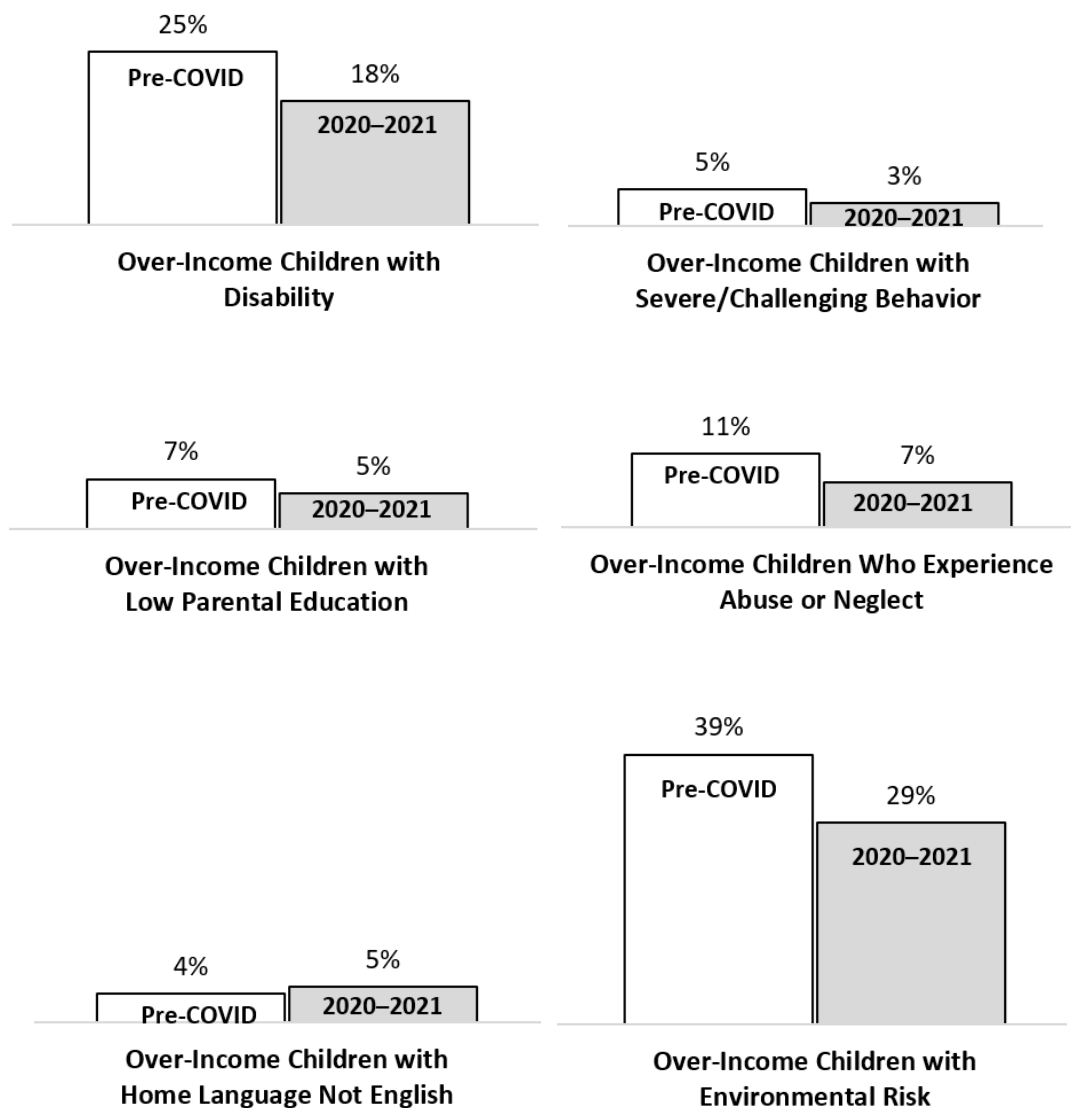 25%
Pre-COVID
18%
2020–2021
Over-Income Children with
Disability
5%
Pre-COVID
3%
2020–2021
Over-Income Children with
Severe/Challenging Behavior
7%
Pre-COVID
5%
2020–2021
Over-Income Children with
Low Parental Education
11%
Pre-COVID
7%
2020–2021
Over-Income Children Who Experience
Abuse or Neglect
4%
Pre-COVID
5%
2020–2021
Over-Income Children with
Home Language Not English
39%
Pre-COVID
29%
2020–2021
Over-Income Children with
Environmental Risk